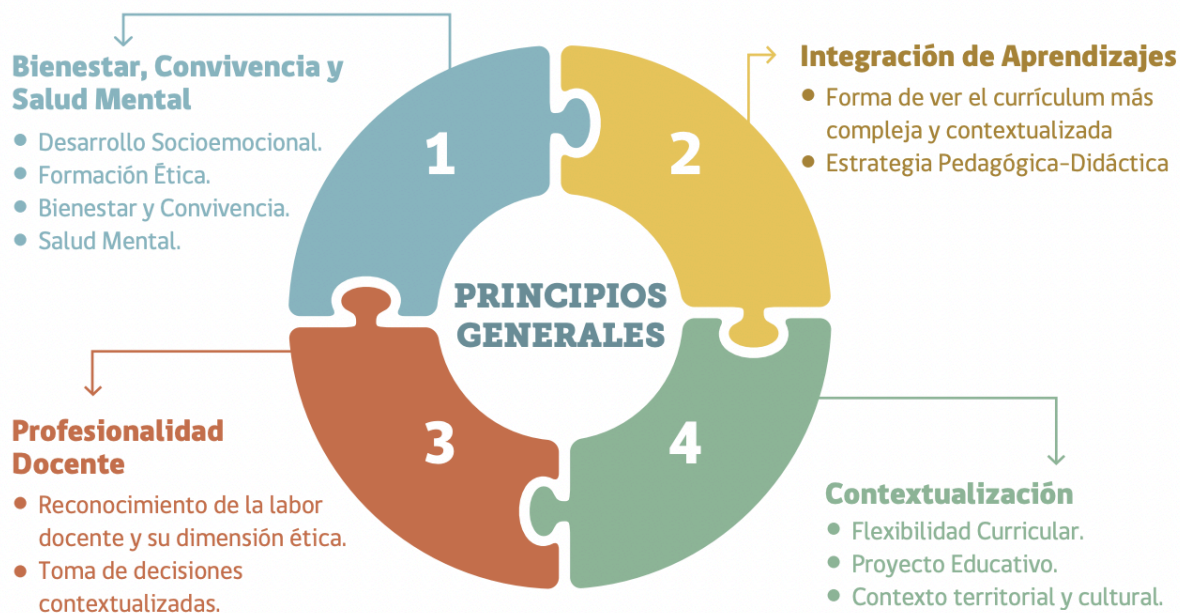 Bienestar, Convivencia y
Salud Mental
● Desarrollo Socioemocional.
● Formación Ética.
● Bienestar y Convivencia.
● Salud Mental.
1
2
Integración de Aprendizajes
● Forma de ver el currículum más
compleja y contextualizada
● Estrategia Pedagógica-Didáctica
PRINCIPIOS
GENERALES
Profesionalidad
Docente
● Reconocimiento de la labor
docente y su dimensión ética.
● Toma de decisiones
contextualizadas.
3
4
Contextualización
● Flexibilidad Curricular.
● Proyecto Educativo.
● Contexto territorial y cultural.